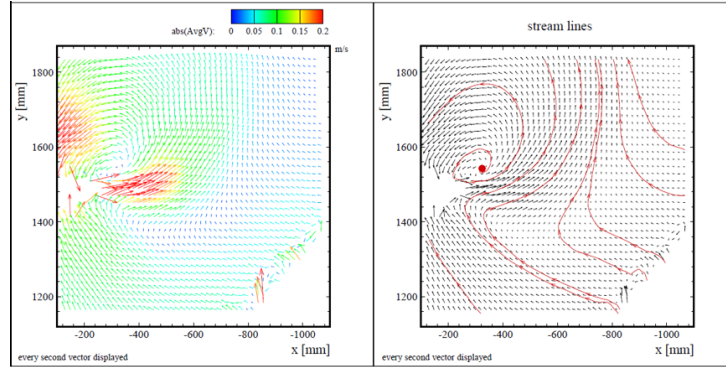 abs(AvgV): 0 0.05 0.1 0.15 0.2
m/s
y [mm]
1800
1600
1400
1200
-200 -400 -600 -800 -1000
x [mm]
every second vector displayed
stream lines
y [mm]
1800
1600
1400
1200
-200 -400 -600 -800 -1000
x [mm]
every second vector displayed